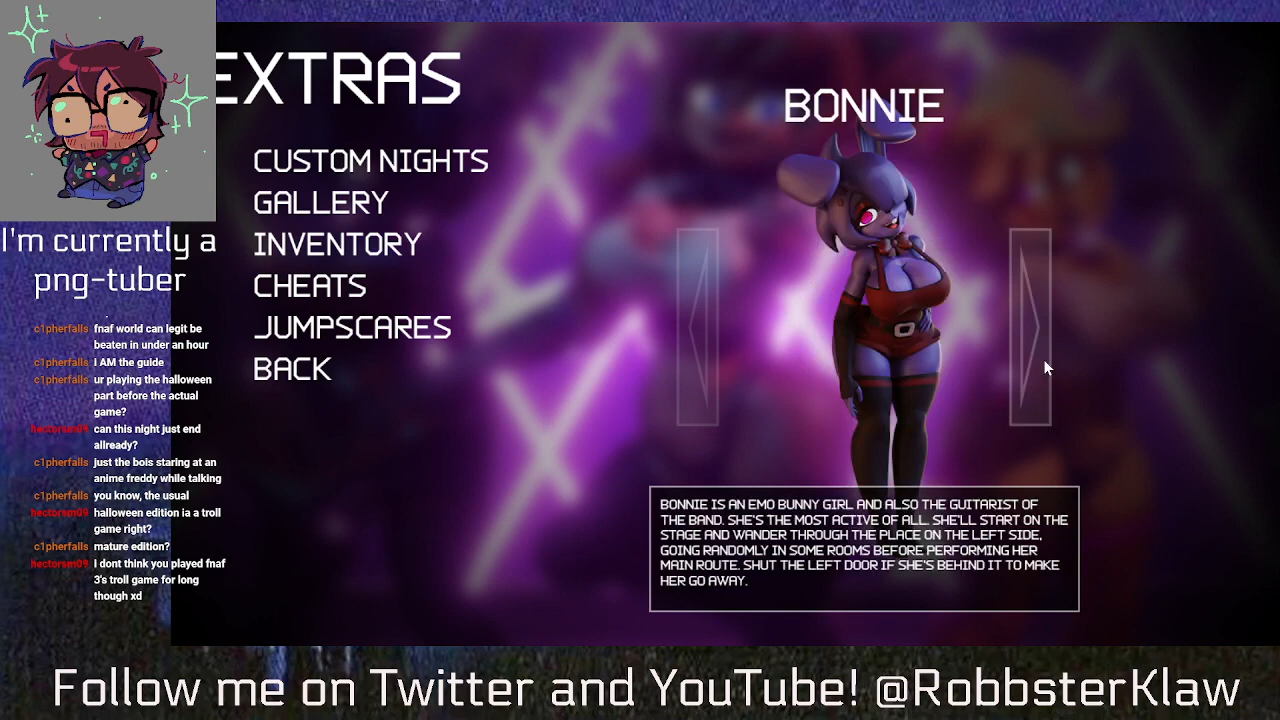 EXTRAS
CUSTOM NIGHTS
GALLERY
INVENTORY
CHEATS
JUMPSCARES
BACK
BONNIE
BONNIE IS AN EMO BUNNY GIRL AND ALSO THE GUITARIST OF
THE BAND. SHE'S THE MOST ACTIVE OF ALL. SHE'LL START ON THE
STAGE AND WANDER THROUGH THE PLACE ON THE LEFT SIDE,
GOING RANDOMLY IN SOME ROOMS BEFORE PERFORMING HER
MAIN ROUTE. SHUT THE LEFT DOOR IF SHE'S BEHIND IT TO MAKE
HER GO AWAY.
I'm currently a
png-tuber
.
c1pherfalls fnaf world can legit be
beaten in under an hour
c1pherfalls I AM the guide
c1pherfalls ur playing the halloween
part before the actual
game?
hectorsm09 can this night just end
allready?
c1pherfalls just the bois staring at an
anime freddy while talking
c1pherfalls you know, the usual
hectorsm09 halloween edition ia a troll
game right?
c1pherfalls mature edition?
hectorsm09 I dont think you played fnaf
3's troll game for long
though xd
Follow me on Twitter and YouTube! @RobbsterKlaw